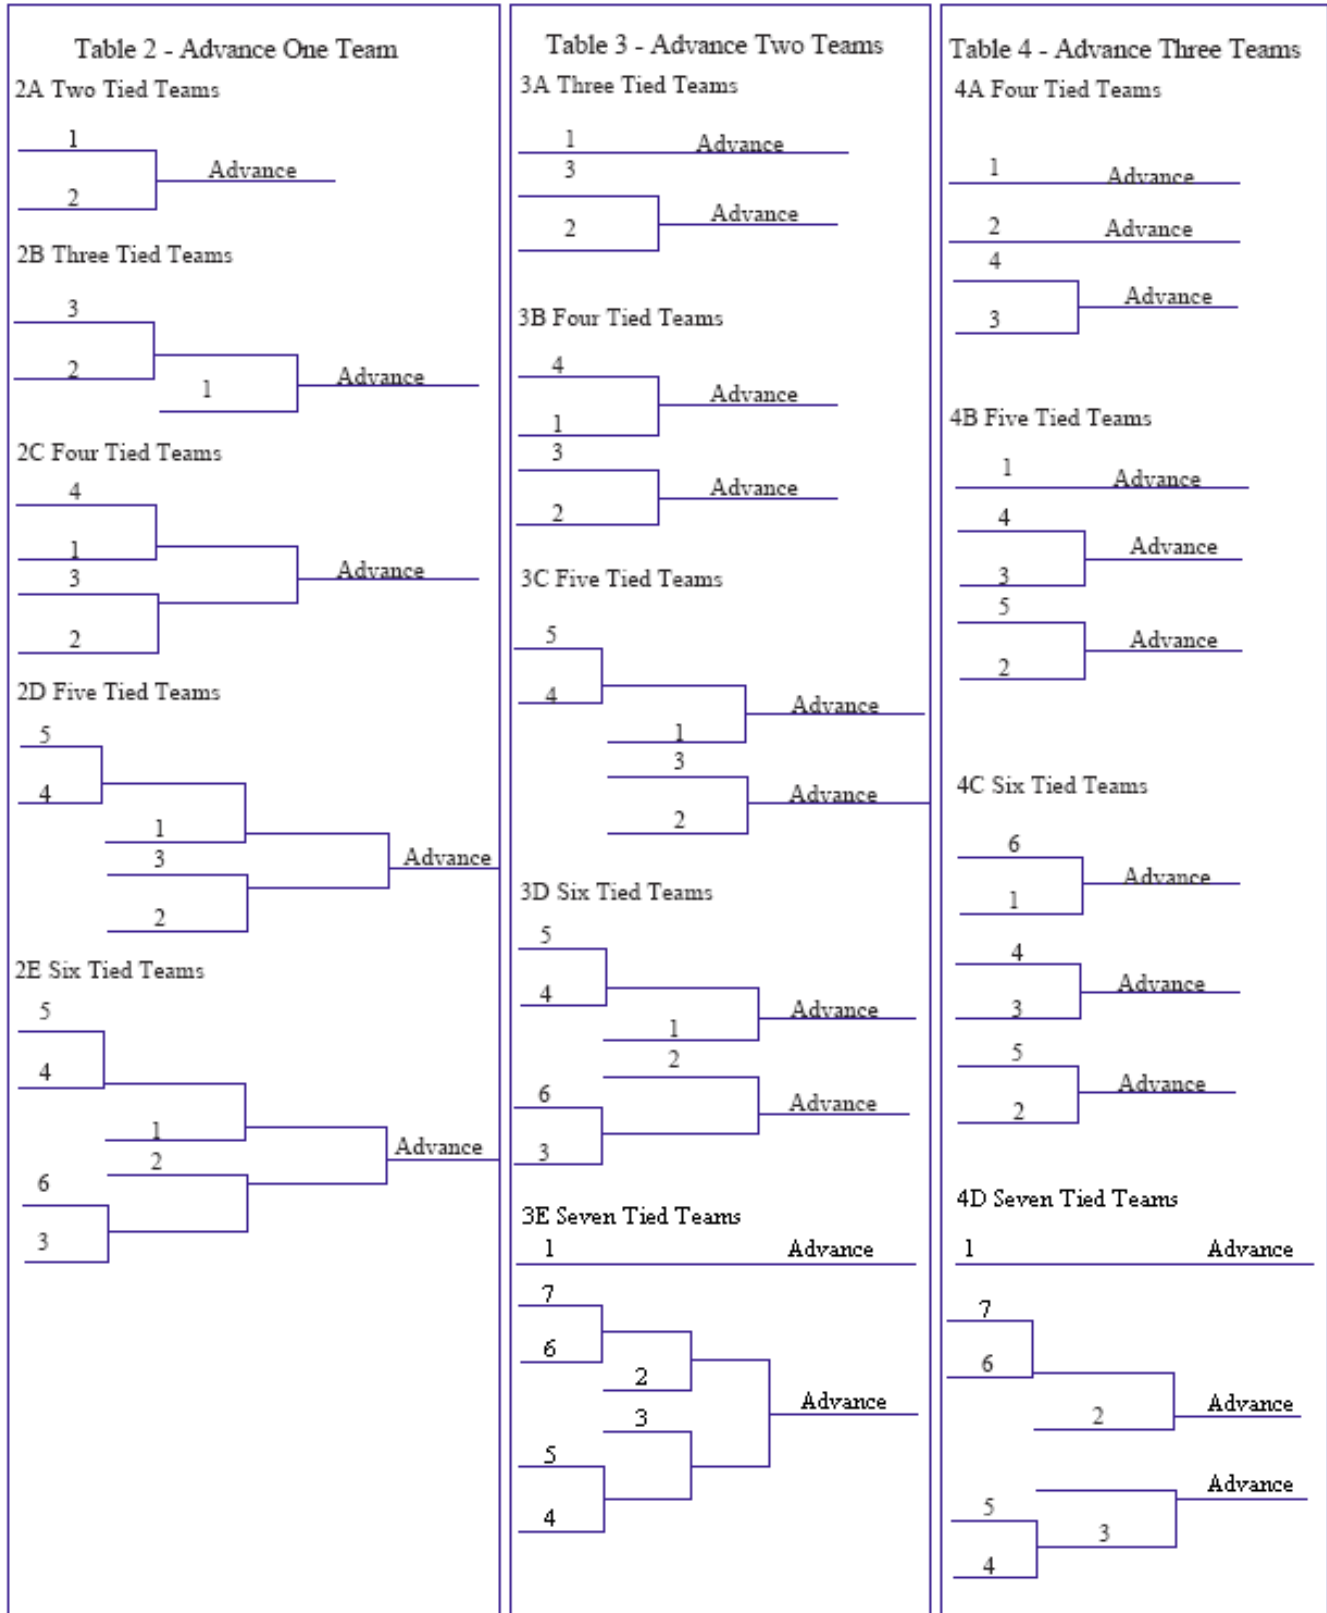 Table 2 - Advance One Team
2A Two Tied Teams
1
Advance
2
2B Three Tied Teams
3
2
Advance
1
2C Four Tied Teams
4
1
3
Advance
2
2D Five Tied Teams
5
4
1
3
Advance
2
2E Six Tied Teams
5
4
1
Advance
2
6
3
Table 3 - Advance Two Teams
3A Three Tied Teams
1
Advance
3
Advance
2
3B Four Tied Teams
4
Advance
1
3
Advance
2
3C Five Tied Teams
5
4
Advance
1
3
Advance
2
3D Six Tied Teams
5
4
Advance
1
2
6
Advance
3
3E Seven Tied Teams
1 Advance
7
6
2
Advance
3
5
4
Table 4 - Advance Three Teams
4A Four Tied Teams
1
Advance
2
Advance
4
Advance
3
4B Five Tied Teams
1
Advance
4
Advance
3
5
Advance
2
4C Six Tied Teams
6
Advance
1
4
Advance
3
5
Advance
2
4D Seven Tied Teams
1 Advance
7
6
Advance
2
Advance
5
3
4